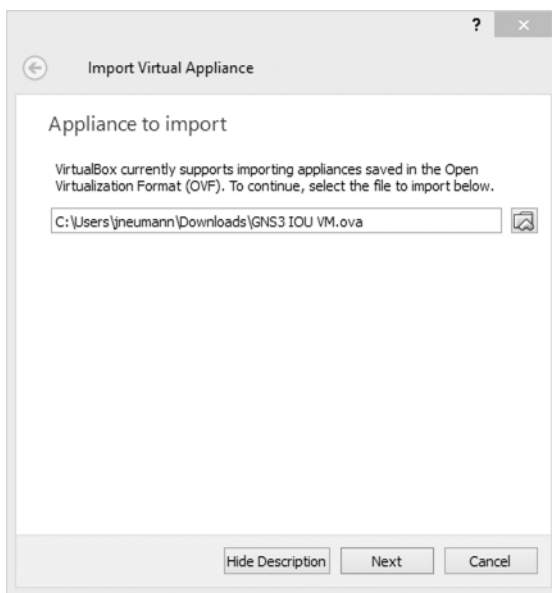 ?
Import Virtual Appliance
Appliance to import
VirtualBox currently supports importing appliances saved in the Open
Virtualization Format (OVF). To continue, select the file to import below.
C:\Users\jneumann\Downloads\GNS3 IOU VM.ova
Hide Description Next Cancel